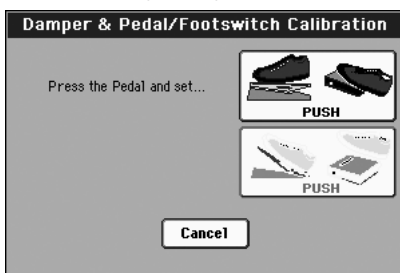 Damper & Pedal/Footswitch Calibration
Press the Pedal and set...
PUSH
PUSH
Cancel